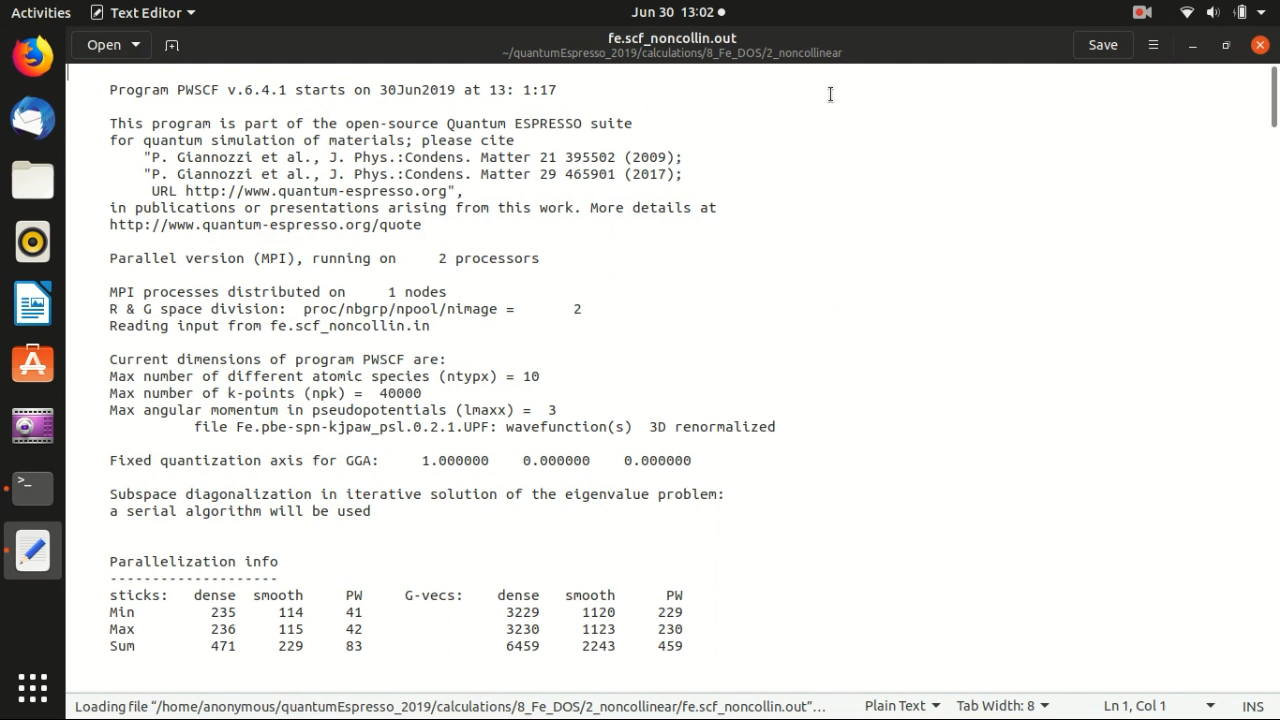 Activities Text Editor Jun 30 13:02
Open fe.scf_noncollin.out Save
~/quantumEspresso_2019/calculations/8_Fe_DOS/2_noncollinear
Program PWSCF v.6.4.1 starts on 30Jun2019 at 13: 1:17
This program is part of the open-source Quantum ESPRESSO suite
for quantum simulation of materials; please cite
"P. Giannozzi et al., J. Phys.:Condens. Matter 21 395502 (2009);
"P. Giannozzi et al., J. Phys.:Condens. Matter 29 465901 (2017);
URL http://www.quantum-espresso.org",
in publications or presentations arising from this work. More details at
http://www.quantum-espresso.org/quote
Parallel version (MPI), running on     2 processors
MPI processes distributed on     1 nodes
R & G space division:  proc/nbgrp/npool/nimage =       2
Reading input from fe.scf_noncollin.in
Current dimensions of program PWSCF are:
Max number of different atomic species (ntypx) = 10
Max number of k-points (npk) =  40000
Max angular momentum in pseudopotentials (lmaxx) =  3
file Fe.pbe-spn-kjpaw_psl.0.2.1.UPF: wavefunction(s)  3D renormalized
Fixed quantization axis for GGA:     1.000000    0.000000    0.000000
Subspace diagonalization in iterative solution of the eigenvalue problem:
a serial algorithm will be used
Parallelization info
--------------------
sticks:   dense  smooth     PW     G-vecs:    dense   smooth      PW
Min         235     114     41                 3229     1120     229
Max         236     115     42                 3230     1123     230
Sum         471     229     83                 6459     2243     459
Loading file “/home/anonymous/quantumEspresso_2019/calculations/8_Fe_DOS/2_noncollinear/fe.scf_noncollin.out”… Plain Text Tab Width: 8 Ln 1, Col 1 INS